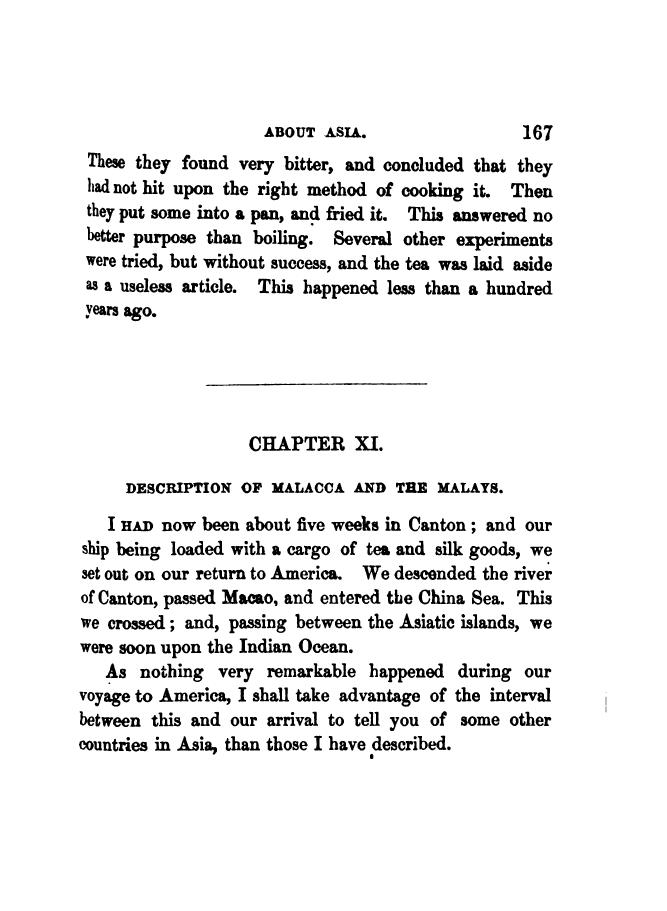 ABOUT ASIA. 167
These they found very bitter, and concluded that they
had not hit upon the right method of cooking it. Then
they put some into a pan, and fried it. This answered no
better purpose than boiling. Several other experiments
were tried, but without success, and the tea was laid aside
as a useless article. This happened less than a hundred
years ago.
CHAPTER XI.
DESCRIPTION OF MALACCA AND THE MALAYS.
I HAD now been about five weeks in Canton; and our
ship being loaded with a cargo of tea and silk goods, we
set out on our return to America. We descended the river
of Canton, passed Macao, and entered the China Sea. This
we crossed; and, passing between the Asiatic islands, we
were soon upon the Indian Ocean.
As nothing very remarkable happened during our
voyage to America, I shall take advantage of the interval
between this and our arrival to tell you of some other
countries in Asia, than those I have described.